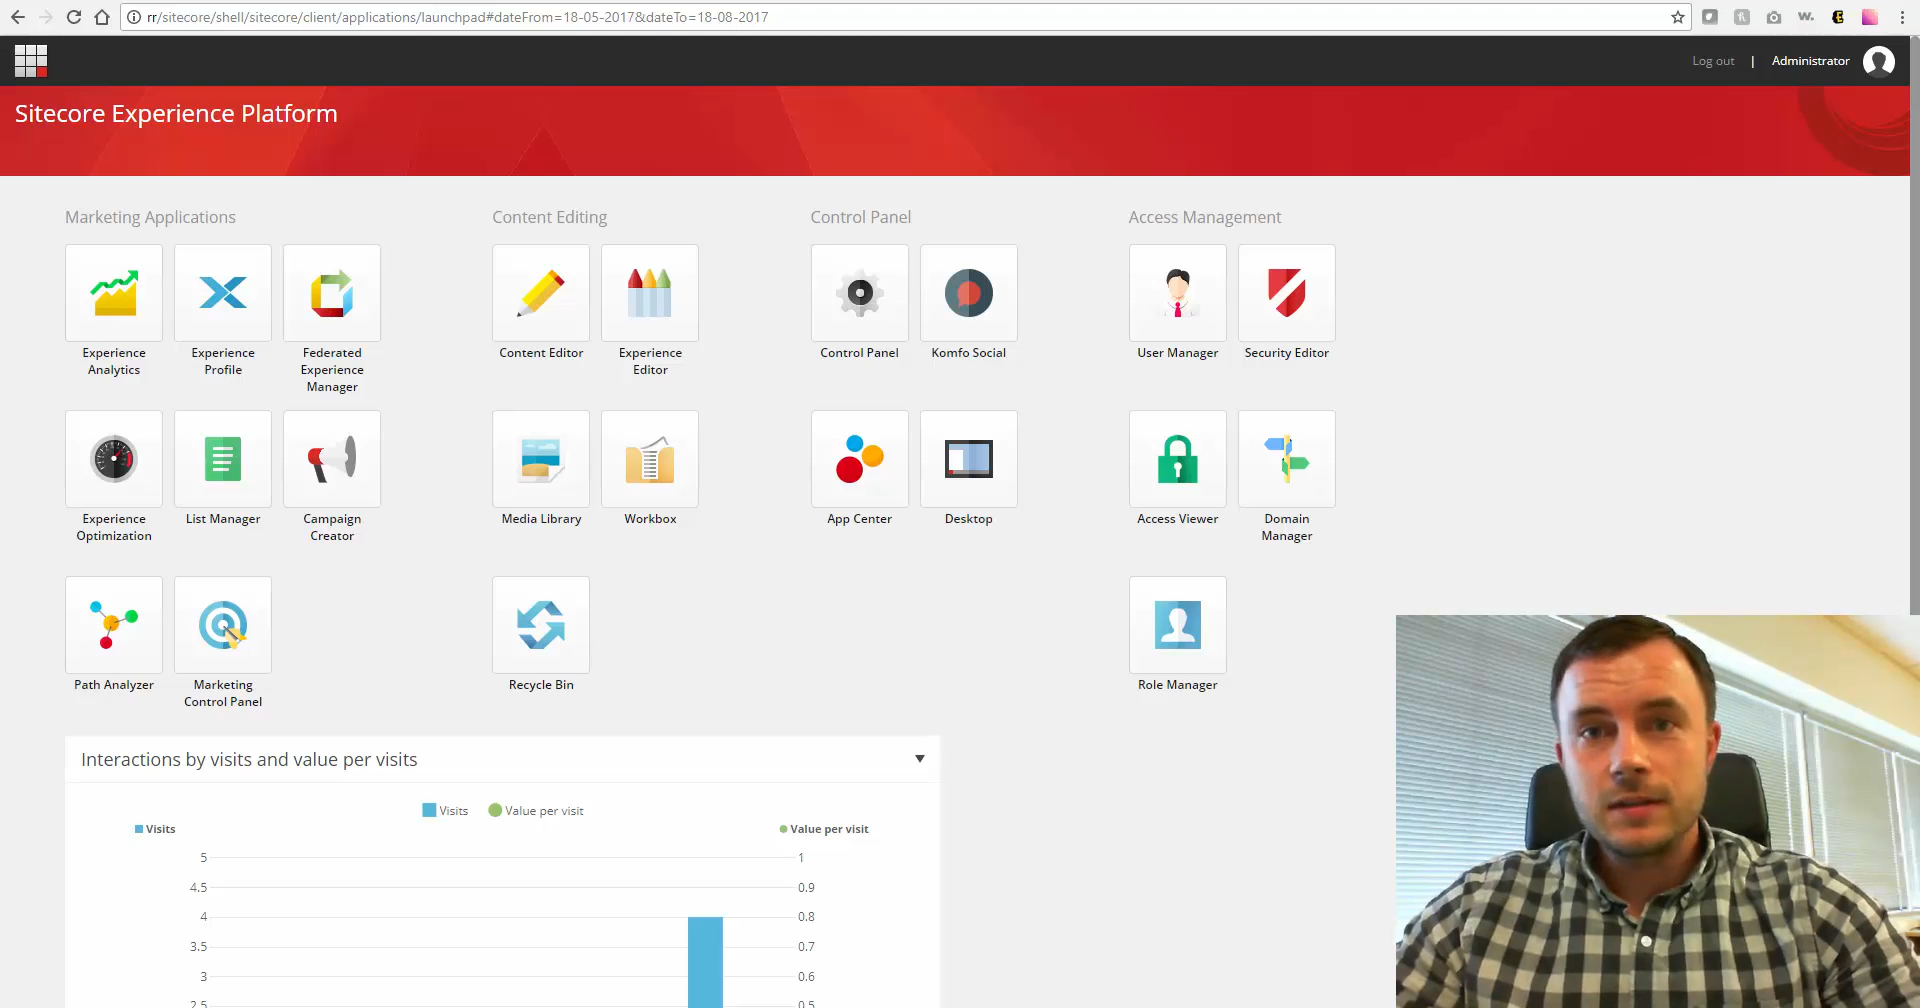 rr/sitecore/shell/sitecore/client/applications/launchpad#dateFrom=18-05-2017&dateTo=18-08-2017
w.
Log out | Administrator
Sitecore Experience Platform
Marketing Applications
Experience
Analytics
Experience
Profile
Federated
Experience
Manager
Experience
Optimization
List Manager
Campaign
Creator
Path Analyzer
Marketing
Control Panel
Content Editing
Content Editor
Experience
Editor
Media Library
Workbox
Recycle Bin
Control Panel
Control Panel
Komfo Social
App Center
Desktop
Access Management
User Manager
Security Editor
Access Viewer
Domain
Manager
Role Manager
Interactions by visits and value per visits
Visits
Value per visit
Visits
Value per visit
5
1
4.5
0.9
4
0.8
3.5
0.7
3
0.6
2.5
0.5